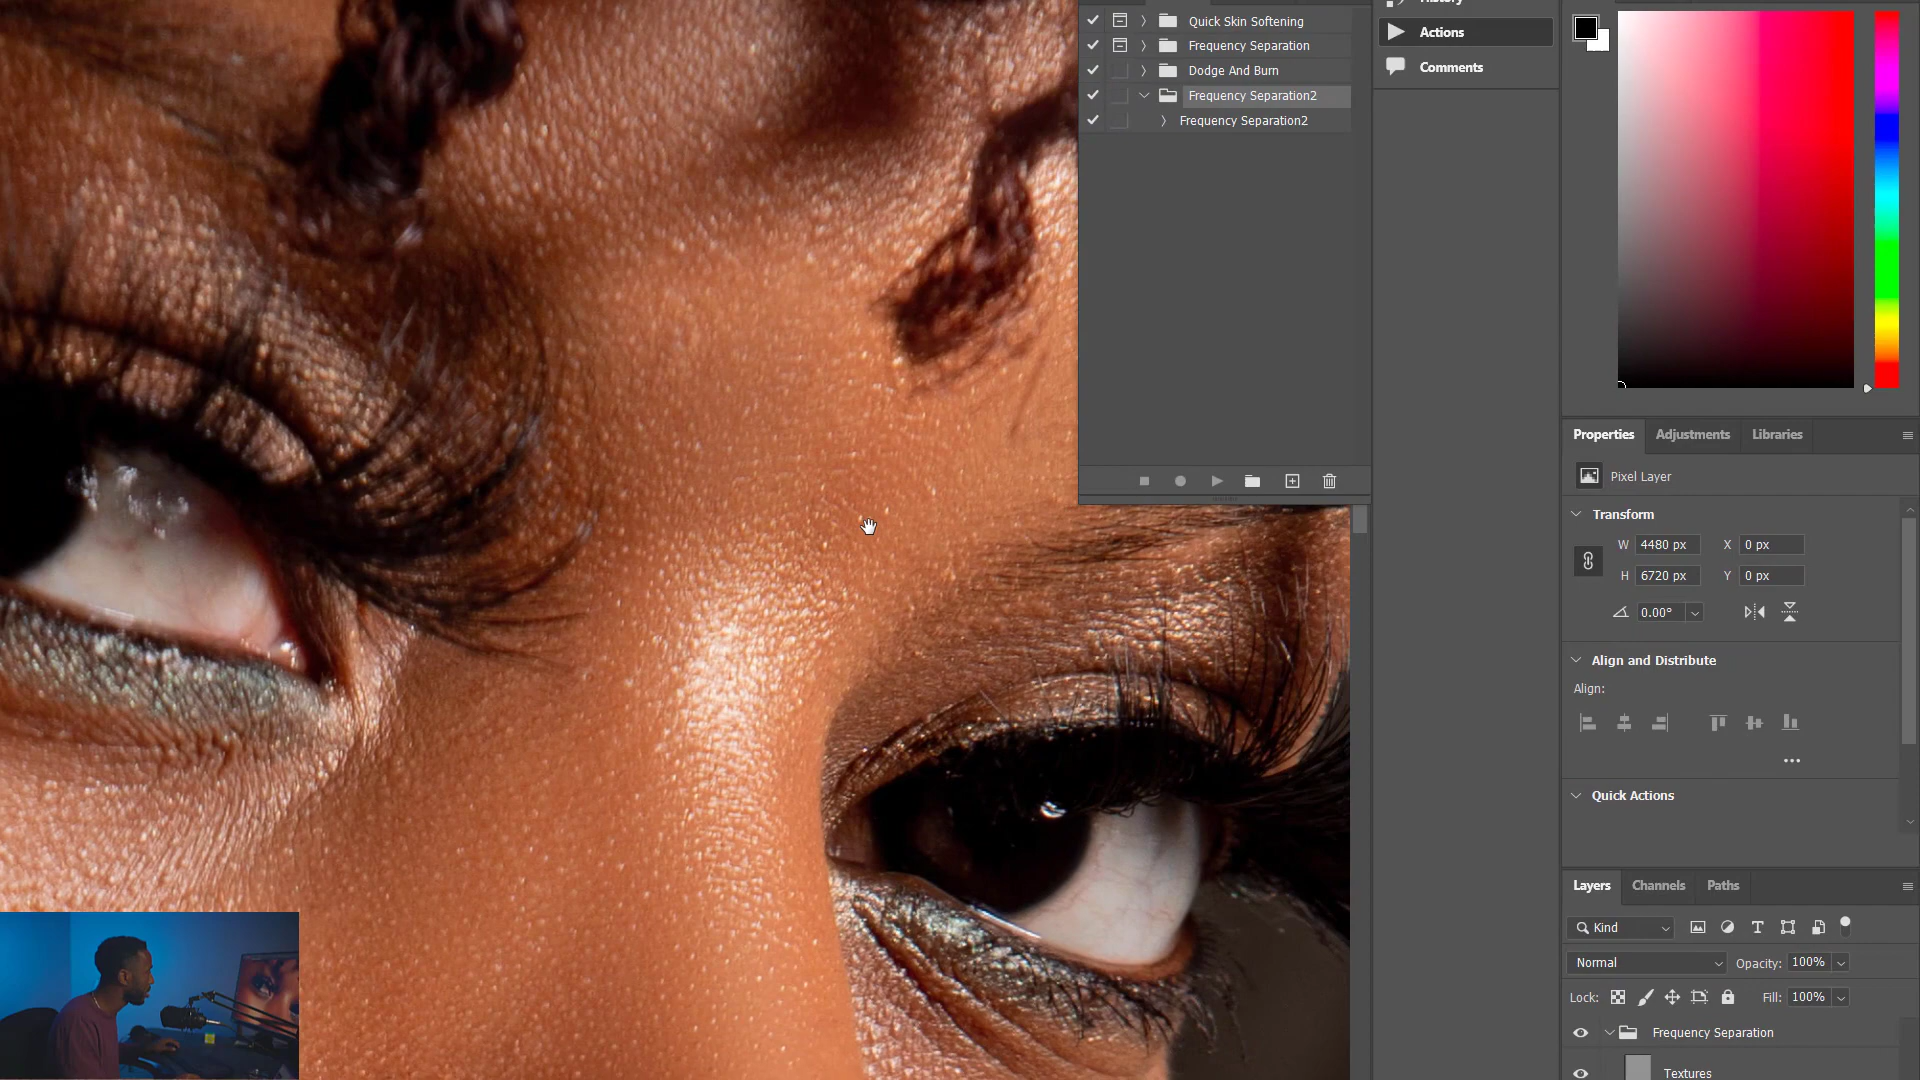 History
Quick Skin Softening
Actions
Frequency Separation
Comments
Dodge And Burn
Frequency Separation2
Frequency Separation2
Properties
Adjustments
Libraries
Pixel Layer
Transform
W 4480 px X 0 px
H 6720 px Y 0 px
0.00°
Align and Distribute
Align:
Quick Actions
Layers
Channels
Paths
Kind
Normal
Opacity: 100%
Lock:
Fill: 100%
Frequency Separation
Textures